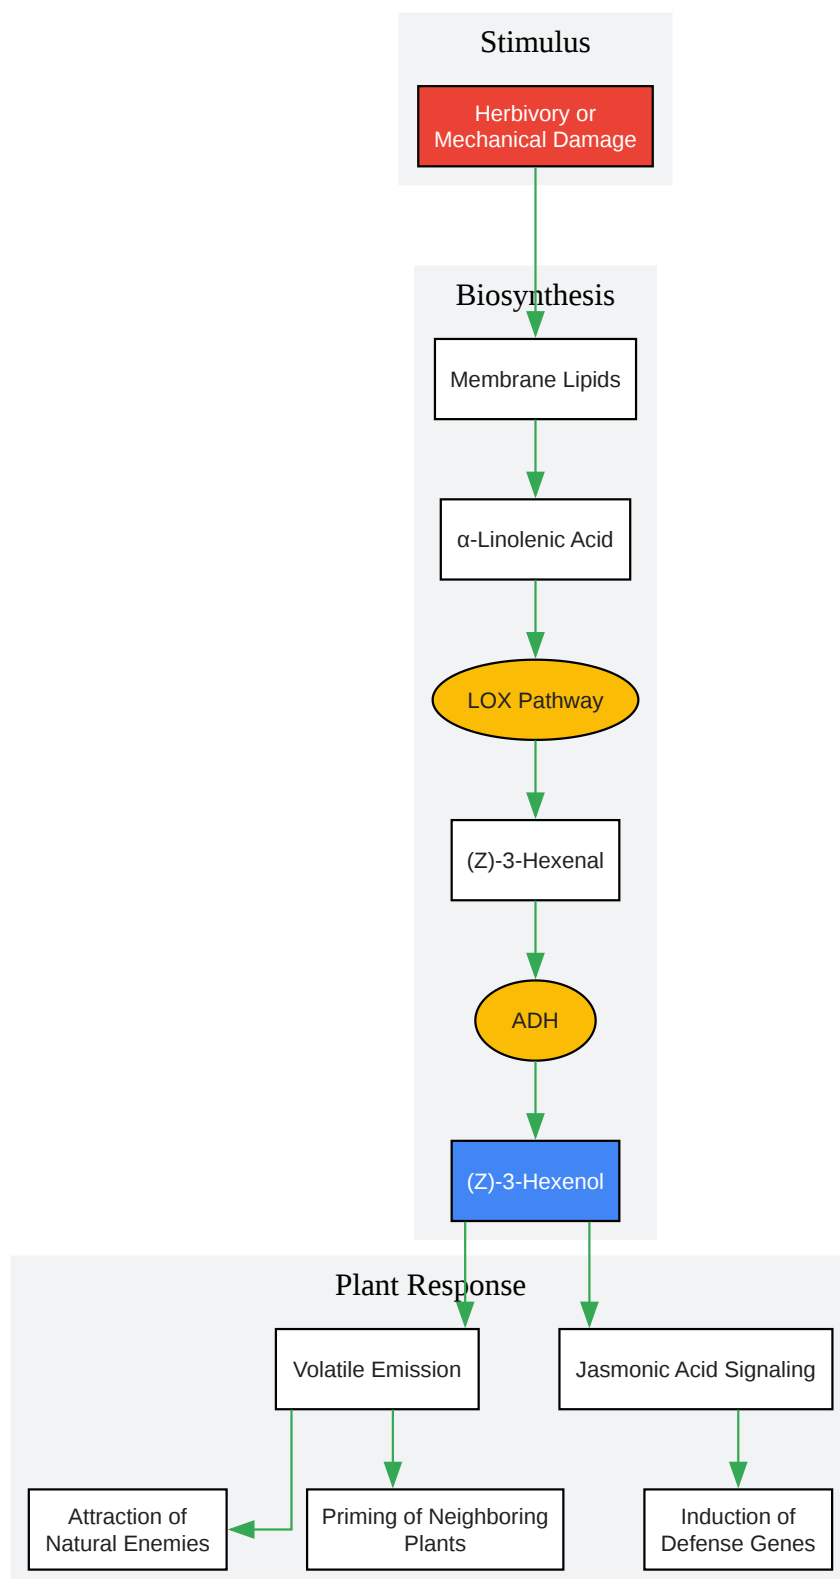 Stimulus
Herbivory or
Mechanical Damage
Biosynthesis
Membrane Lipids
α-Linolenic Acid
LOX Pathway
(Z)-3-Hexenal
ADH
(Z)-3-Hexenol
Plant Response
Volatile Emission
Jasmonic Acid Signaling
Attraction of
Natural Enemies
Priming of Neighboring
Plants
Induction of
Defense Genes